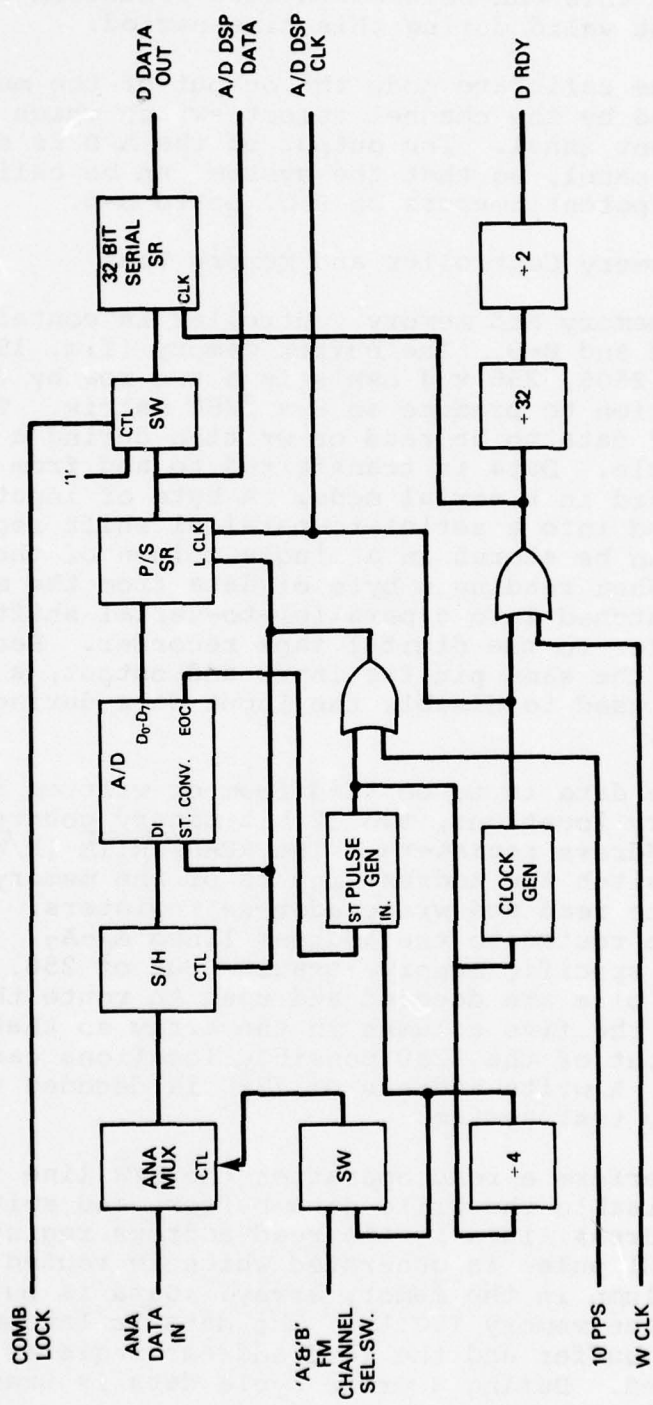 COMB
LOCK
ANA
DATA
IN
'A'&'B'
FM
CHANNEL
SEL.SW.
10 PPS
W CLK
ANA
MUX
CTL
SW
÷4
S/H
CTL
ST PULSE
GEN
IN.
CLOCK
GEN
A/D
DI
D0-D7
ST CONV.
EOC
P/S
SR
L CLK
'1'
CTL
SW
32 BIT
SERIAL
SR
CLK
÷32
÷2
D DATA
OUT
A/D DSP
DATA
A/D DSP
CLK
D RDY